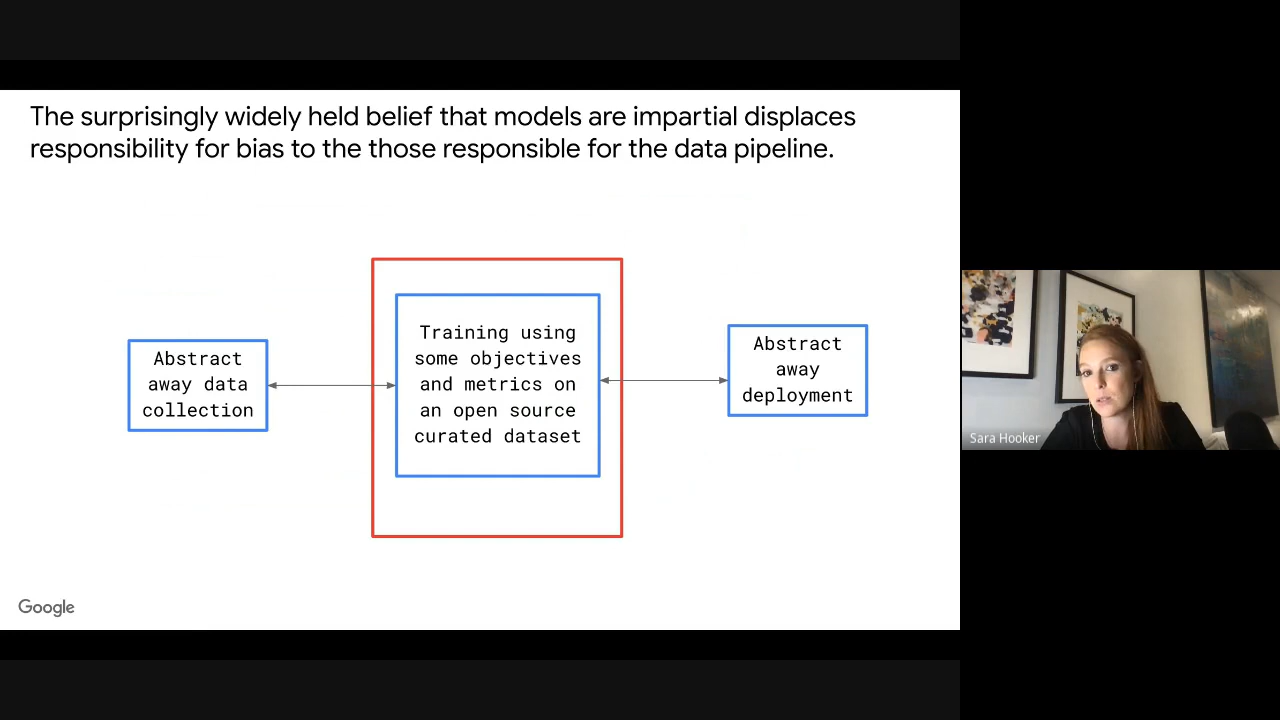 The surprisingly widely held belief that models are impartial displaces
responsibility for bias to the those responsible for the data pipeline.
Abstract
away data
collection
Training using
some objectives
and metrics on
an open source
curated dataset
Abstract
away
deployment
Google
Sara Hooker